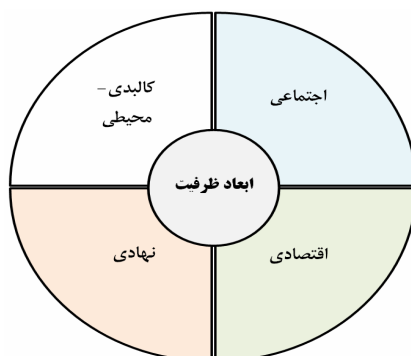 اجتماعی
کالبدی –
محیطی
ابعاد ظرفیت
اقتصادی
نهادی